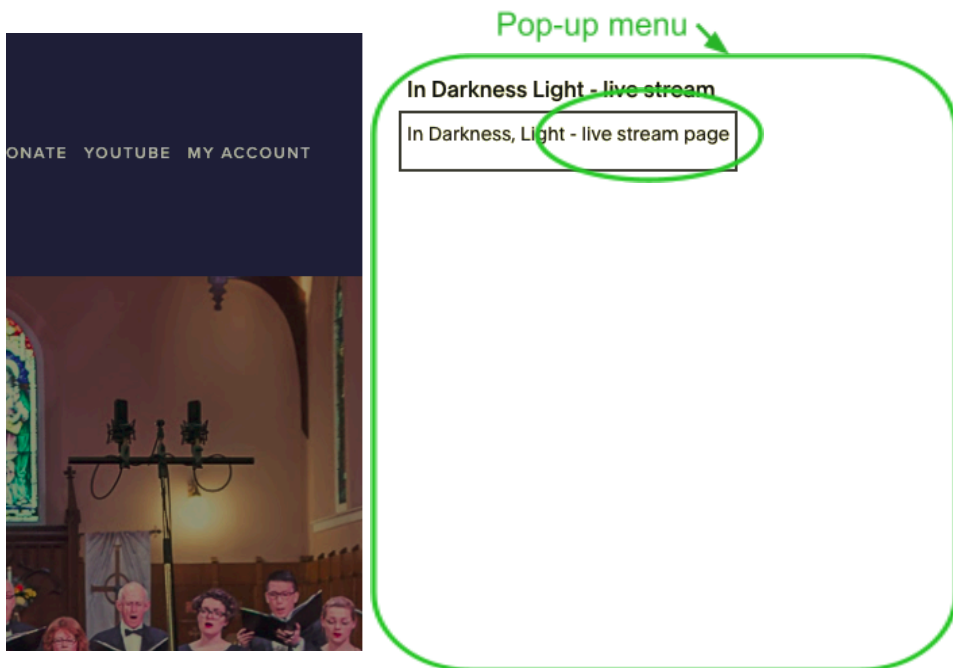 Pop-up menu
In Darkness Light - live stream
In Darkness, Light - live stream page
ONATE YOUTUBE MY ACCOUNT